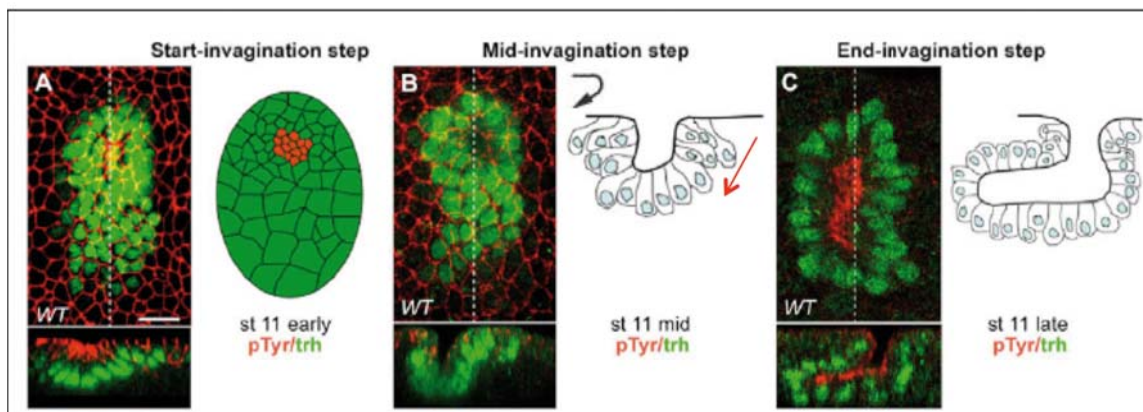 Start-invagination step
Mid-invagination step
End-invagination step
A
WT
st 11 early
pTyr/trh
B
WT
st 11 mid
pTyr/trh
C
WT
st 11 late
pTyr/trh